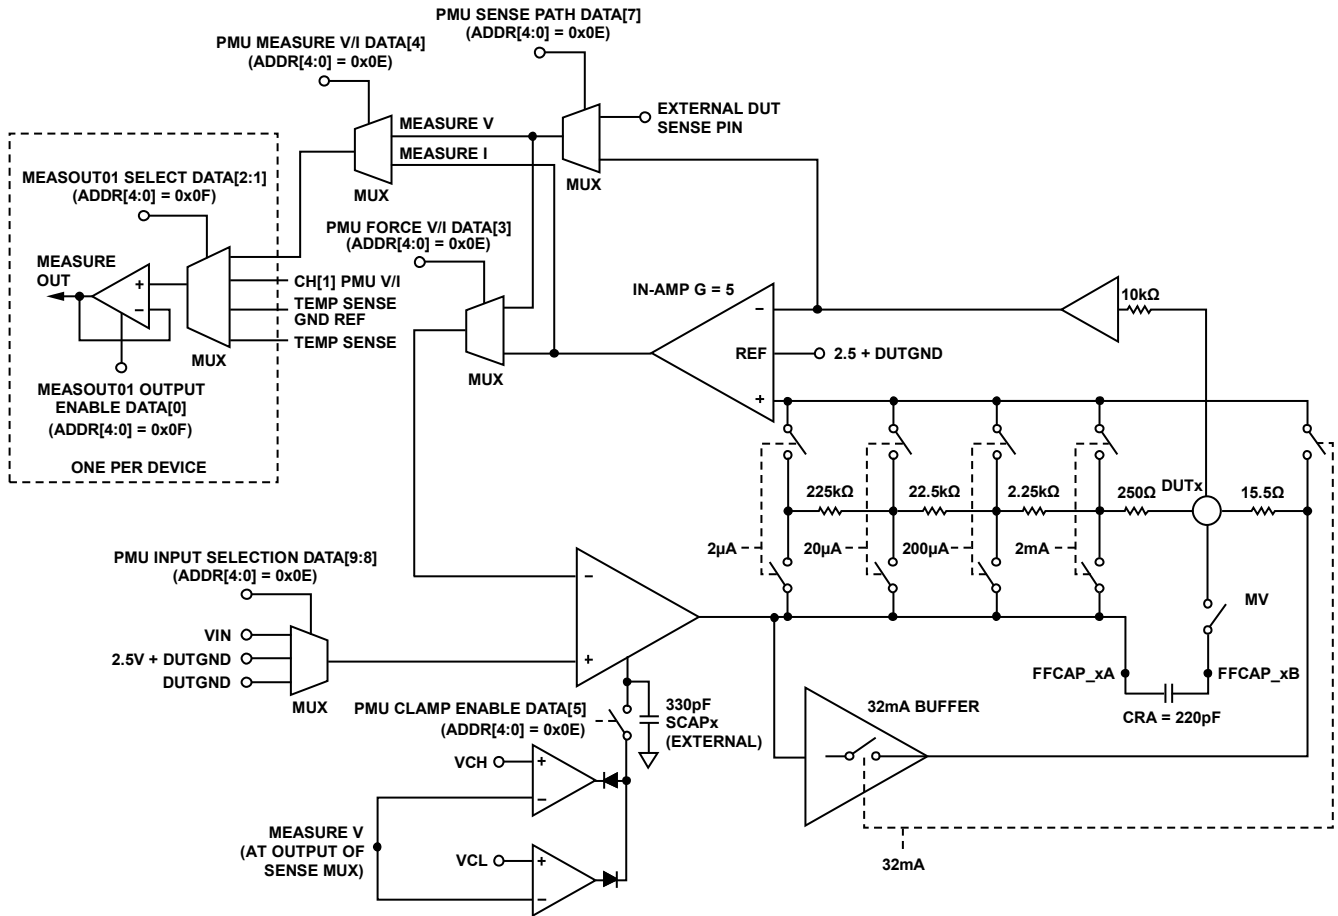 PMU SENSE PATH DATA[7]
(ADDR[4:0] = 0x0E)
PMU MEASURE V/I DATA[4]
(ADDR[4:0] = 0x0E)
EXTERNAL DUT
SENSE PIN
MEASURE V
MEASURE I
MUX
MUX
MEASOUT01 SELECT DATA[2:1]
(ADDR[4:0] = 0x0F)
PMU FORCE V/I DATA[3]
(ADDR[4:0] = 0x0E)
MEASURE
OUT
+
−
CH[1] PMU V/I
TEMP SENSE
GND REF
TEMP SENSE
MUX
MUX
MEASOUT01 OUTPUT
ENABLE DATA[0]
(ADDR[4:0] = 0x0F)
ONE PER DEVICE
IN-AMP G = 5
−
REF
+
2.5 + DUTGND
10kΩ
225kΩ
22.5kΩ
2.25kΩ
250Ω
DUTx
15.5Ω
2µA
20µA
200µA
2mA
MV
PMU INPUT SELECTION DATA[9:8]
(ADDR[4:0] = 0x0E)
VIN
2.5V + DUTGND
DUTGND
MUX
−
+
FFCAP_xA
FFCAP_xB
CRA = 220pF
PMU CLAMP ENABLE DATA[5]
(ADDR[4:0] = 0x0E)
330pF
SCAPx
(EXTERNAL)
32mA BUFFER
VCH
+
−
MEASURE V
(AT OUTPUT OF
SENSE MUX)
VCL
+
−
32mA